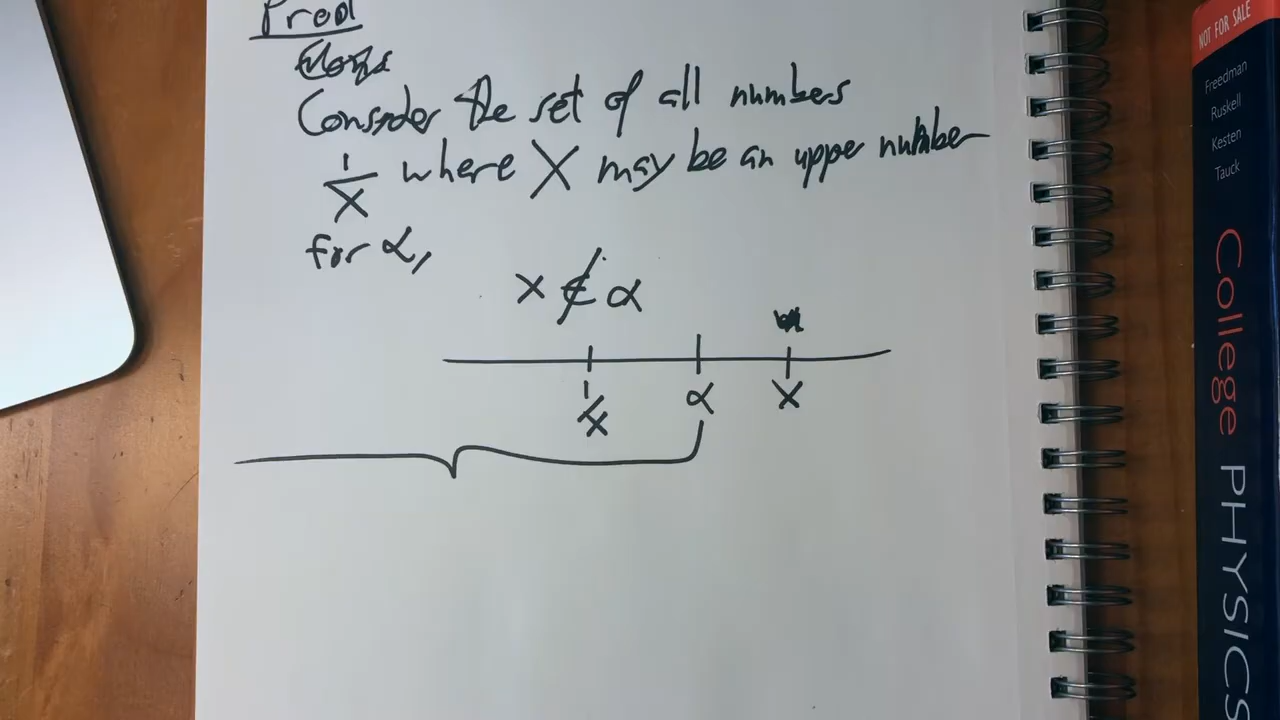 Consider the set of all numbers
1/X where X may be an upper number
for α,
x ∉ α
1/x α x
NOT FOR SALE
Freedman
Ruskell
Kesten
Tauck
College PHYSICS